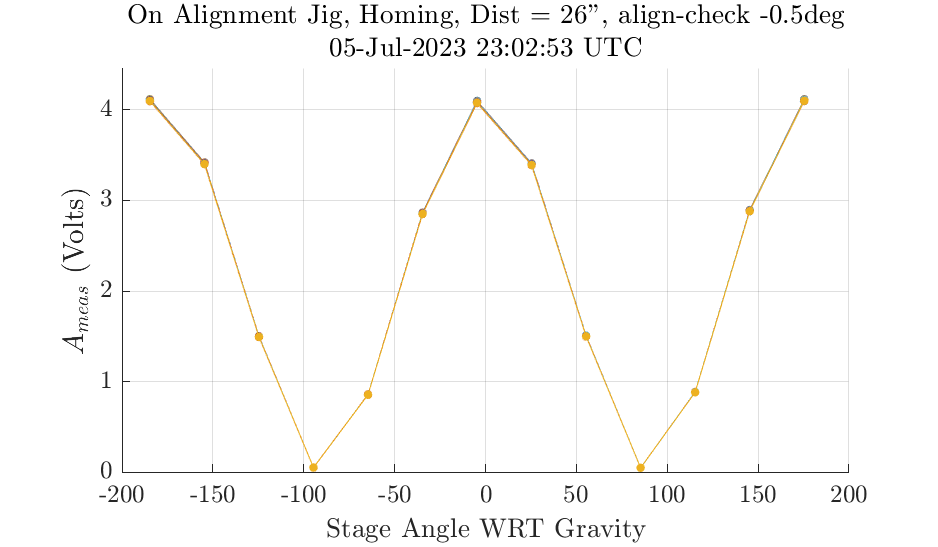 On Alignment Jig, Homing, Dist = 26”, align-check -0.5deg
05-Jul-2023 23:02:53 UTC
4
3
2
1
0
A_meas (Volts)
-200 -150 -100 -50 0 50 100 150 200
Stage Angle WRT Gravity